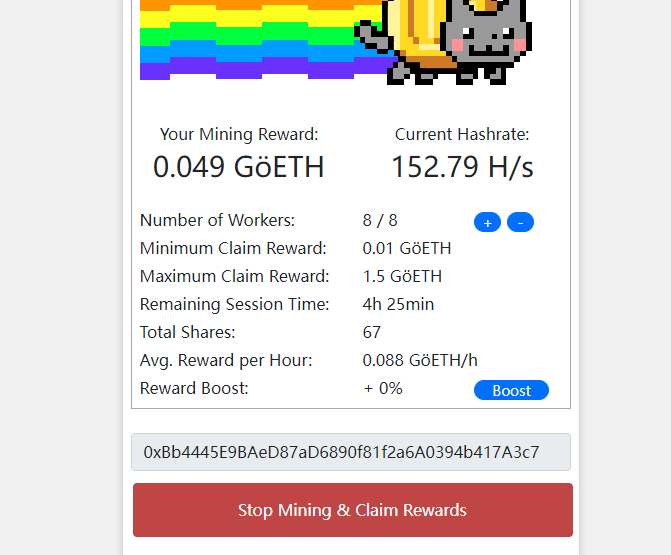 Your Mining Reward: Current Hashrate:
0.049 GöETH 152.79 H/s
Number of Workers: 8 / 8 + -
Minimum Claim Reward: 0.01 GöETH
Maximum Claim Reward: 1.5 GöETH
Remaining Session Time: 4h 25min
Total Shares: 67
Avg. Reward per Hour: 0.088 GöETH/h
Reward Boost: + 0% Boost
0xBb4445E9BAeD87aD6890f81f2a6A0394b417A3c7
Stop Mining & Claim Rewards